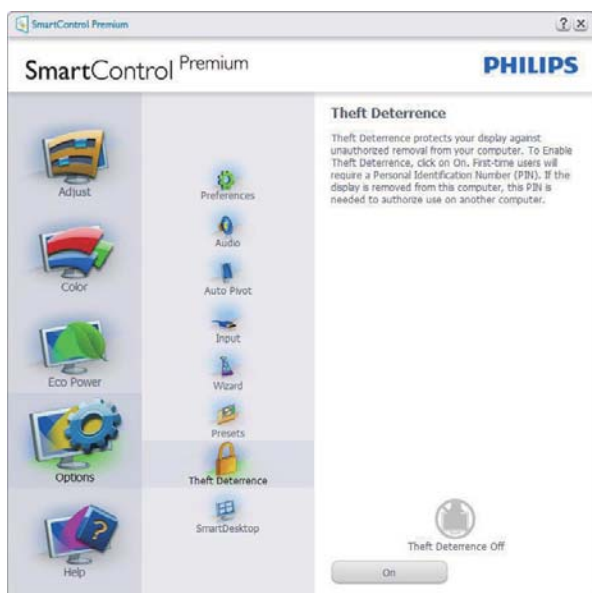 SmartControl Premium
SmartControl Premium
PHILIPS
Adjust
Color
Eco Power
Options
Help
Preferences
Audio
Auto Pivot
Input
Wizard
Presets
Theft Deterrence
SmartDesktop
Theft Deterrence
Theft Deterrence protects your display against
unauthorized removal from your computer. To Enable
Theft Deterrence, click on On. First-time users will
require a Personal Identification Number (PIN). If the
display is removed from this computer, this PIN is
needed to authorize use on another computer.
Theft Deterrence Off
On